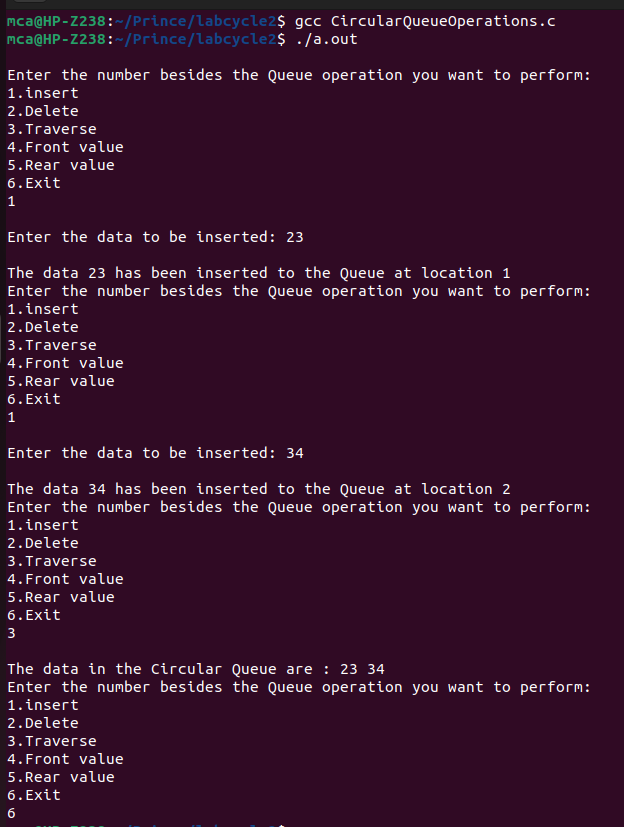 mca@HP-Z238:~/Prince/labcycle2$ gcc CircularQueueOperations.c
mca@HP-Z238:~/Prince/labcycle2$ ./a.out
Enter the number besides the Queue operation you want to perform:
1.insert
2.Delete
3.Traverse
4.Front value
5.Rear value
6.Exit
1
Enter the data to be inserted: 23
The data 23 has been inserted to the Queue at location 1
Enter the number besides the Queue operation you want to perform:
1.insert
2.Delete
3.Traverse
4.Front value
5.Rear value
6.Exit
1
Enter the data to be inserted: 34
The data 34 has been inserted to the Queue at location 2
Enter the number besides the Queue operation you want to perform:
1.insert
2.Delete
3.Traverse
4.Front value
5.Rear value
6.Exit
3
The data in the Circular Queue are : 23 34
Enter the number besides the Queue operation you want to perform:
1.insert
2.Delete
3.Traverse
4.Front value
5.Rear value
6.Exit
6